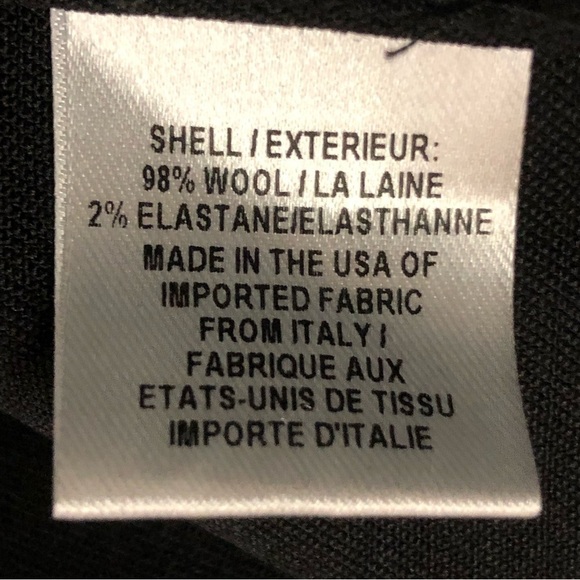 SHELL / EXTERIEUR:
98% WOOL / LA LAINE
2% ELASTANE/ELASTHANNE
MADE IN THE USA OF
IMPORTED FABRIC
FROM ITALY /
FABRIQUE AUX
ETATS-UNIS DE TISSU
IMPORTE D'ITALIE